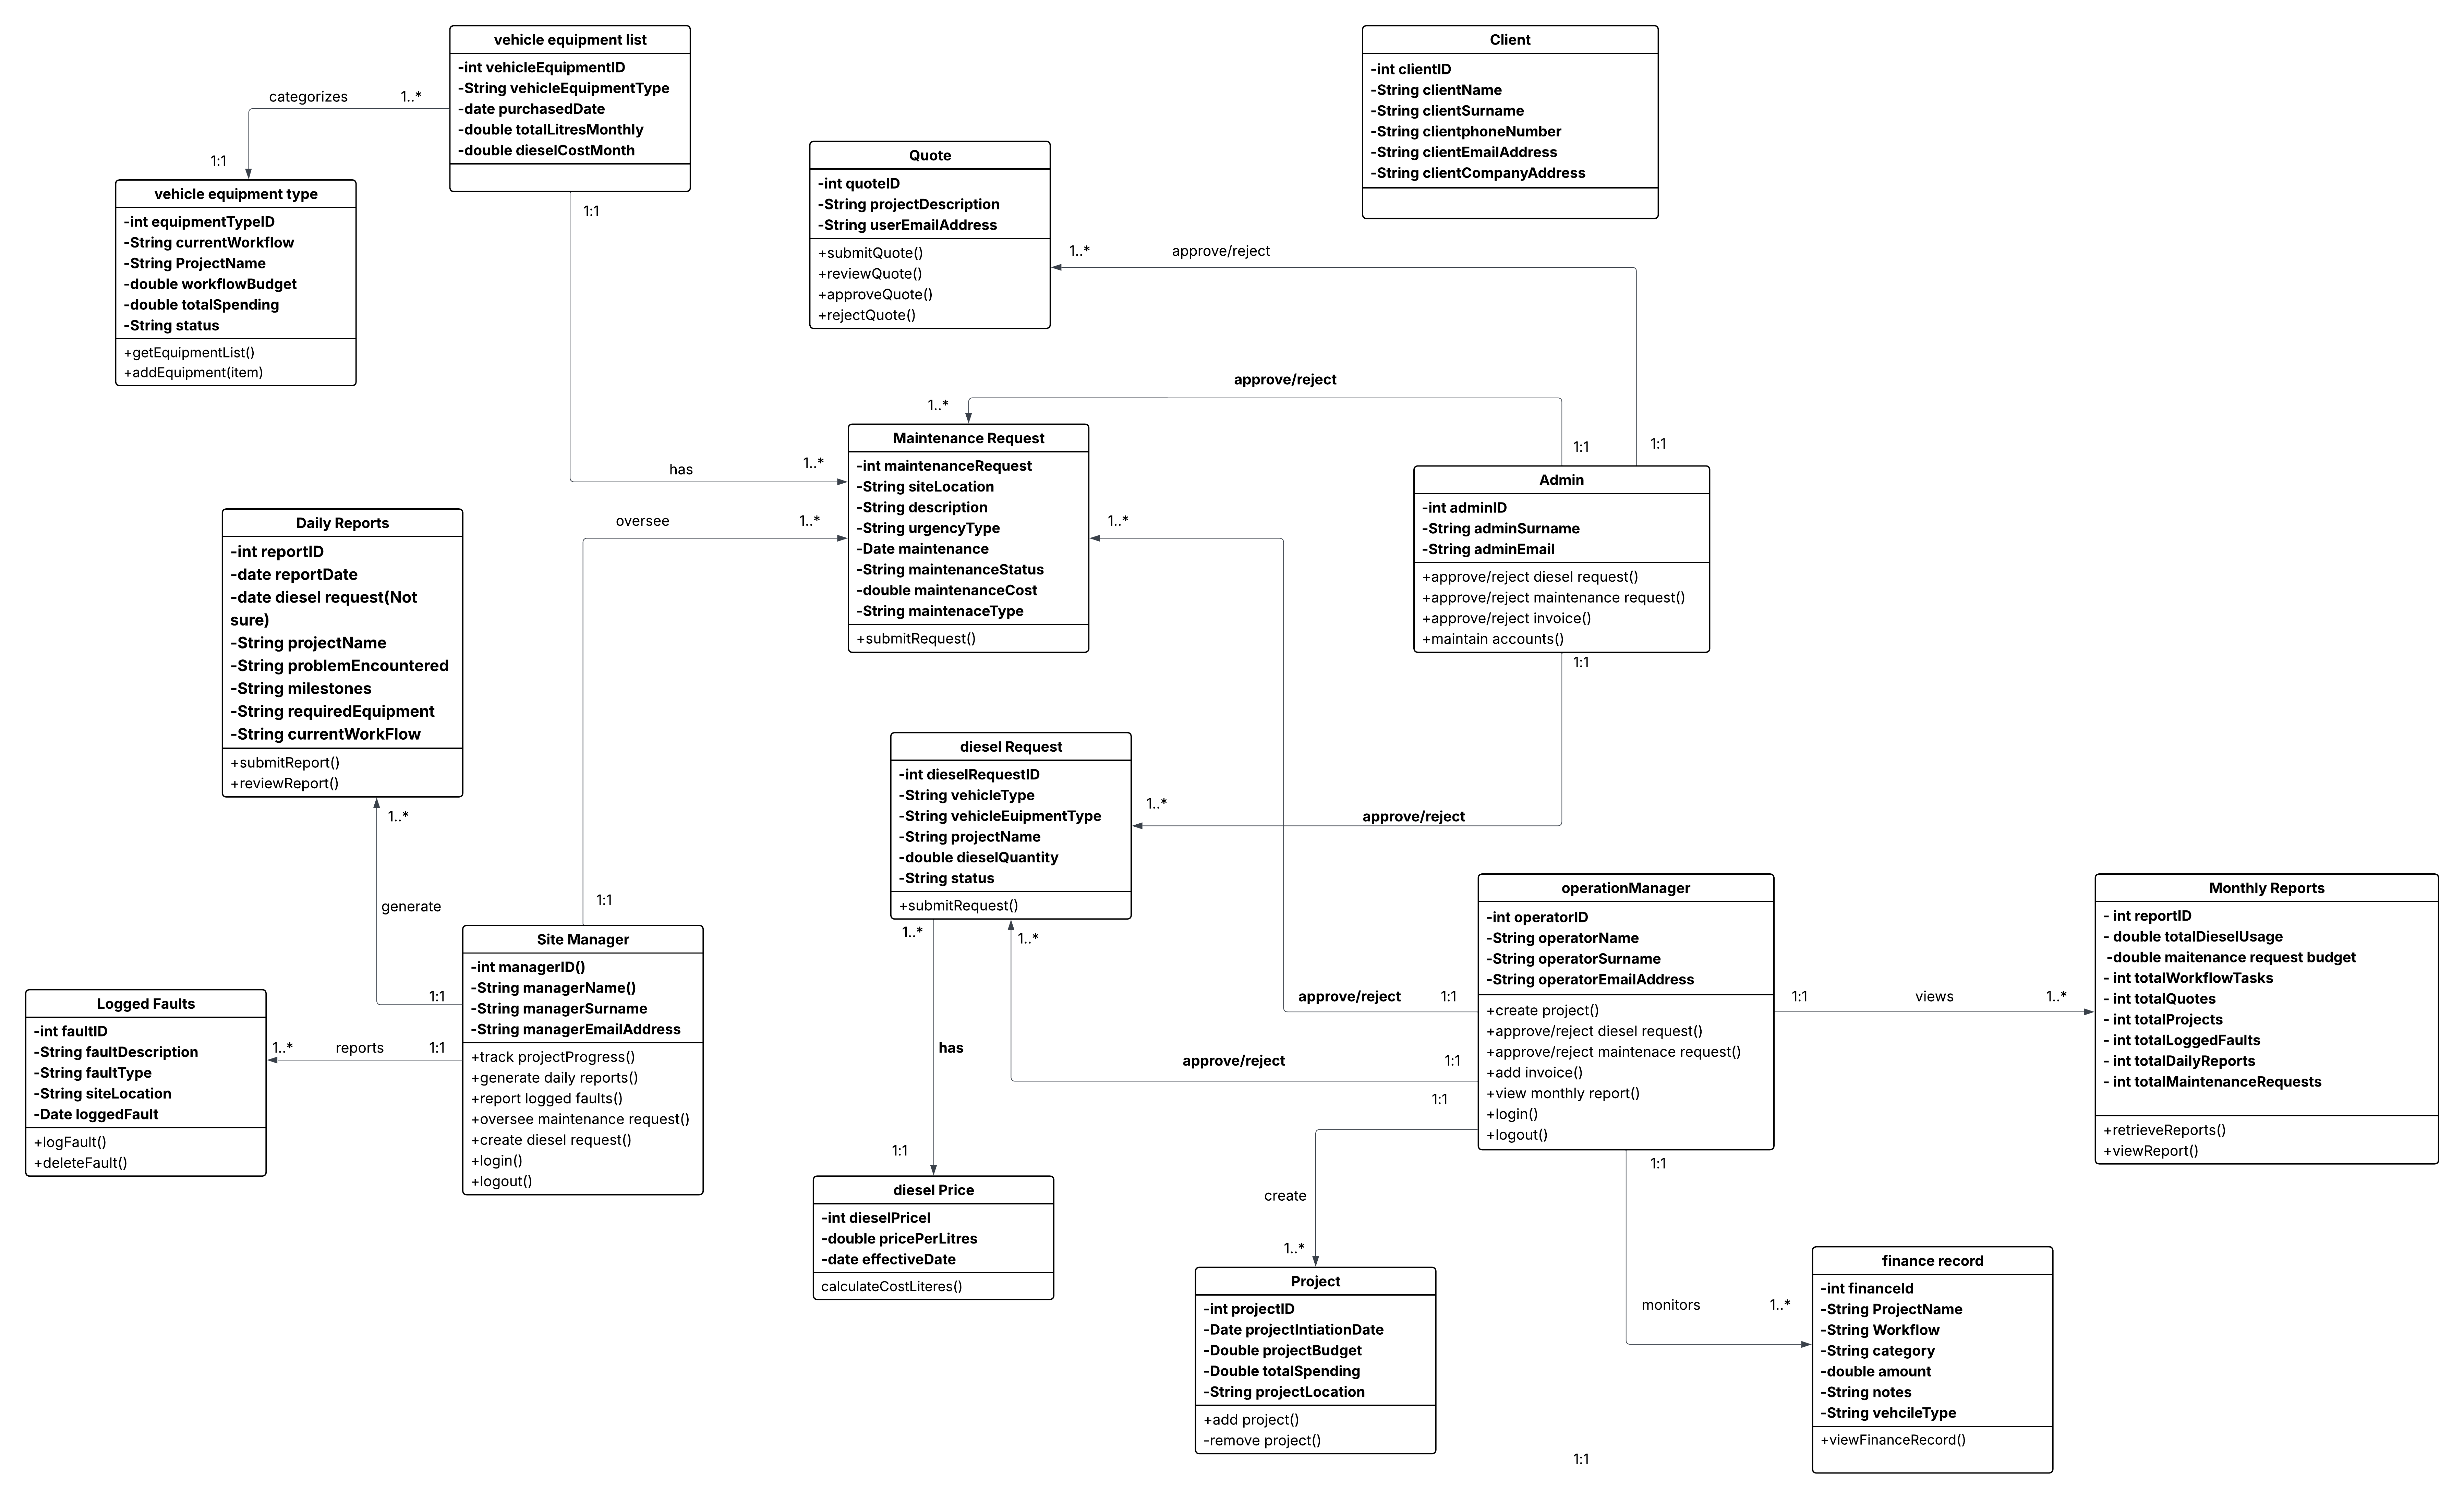 vehicle equipment list
-int vehicleEquipmentID
-String vehicleEquipmentType
-date purchasedDate
-double totalLitresMonthly
-double dieselCostMonth
categorizes
1..*
1:1
1:1
vehicle equipment type
-int equipmentTypeID
-String currentWorkflow
-String ProjectName
-double workflowBudget
-double totalSpending
-String status
+getEquipmentList()
+addEquipment(item)
Client
-int clientID
-String clientName
-String clientSurname
-String clientphoneNumber
-String clientEmailAddress
-String clientCompanyAddress
Quote
-int quoteID
-String projectDescription
-String userEmailAddress
+submitQuote()
+reviewQuote()
+approveQuote()
+rejectQuote()
1..*
approve/reject
approve/reject
1..*
1:1
1:1
has
1..*
oversee
1..*
1..*
Maintenance Request
-int maintenanceRequest
-String siteLocation
-String description
-String urgencyType
-Date maintenance
-String maintenanceStatus
-double maintenanceCost
-String maintenaceType
+submitRequest()
Admin
-int adminID
-String adminSurname
-String adminEmail
+approve/reject diesel request()
+approve/reject maintenance request()
+approve/reject invoice()
+maintain accounts()
1:1
Daily Reports
-int reportID
-date reportDate
-date diesel request(Not
sure)
-String projectName
-String problemEncountered
-String milestones
-String requiredEquipment
-String currentWorkFlow
+submitReport()
+reviewReport()
1..*
generate
1:1
1:1
diesel Request
-int dieselRequestID
-String vehicleType
-String vehicleEuipmentType
-String projectName
-double dieselQuantity
-String status
+submitRequest()
1..*
approve/reject
1..*
1..*
Site Manager
-int managerID()
-String managerName()
-String managerSurname
-String managerEmailAddress
+track projectProgress()
+generate daily reports()
+report logged faults()
+oversee maintenance request()
+create diesel request()
+login()
+logout()
Logged Faults
-int faultID
-String faultDescription
-String faultType
-String siteLocation
-Date loggedFault
+logFault()
+deleteFault()
1..*
reports
1:1
has
1:1
diesel Price
-int dieselPriceI
-double pricePerLitres
-date effectiveDate
calculateCostLiteres()
operationManager
-int operatorID
-String operatorName
-String operatorSurname
-String operatorEmailAddress
+create project()
+approve/reject diesel request()
+approve/reject maintenace request()
+add invoice()
+view monthly report()
+login()
+logout()
approve/reject
1:1
approve/reject
1:1
1:1
1:1
views
1..*
Monthly Reports
- int reportID
- double totalDieselUsage
-double maitenance request budget
- int totalWorkflowTasks
- int totalQuotes
- int totalProjects
- int totalLoggedFaults
- int totalDailyReports
- int totalMaintenanceRequests
+retrieveReports()
+viewReport()
1:1
create
1..*
Project
-int projectID
-Date projectIntiationDate
-Double projectBudget
-Double totalSpending
-String projectLocation
+add project()
-remove project()
monitors
1..*
finance record
-int financeId
-String ProjectName
-String Workflow
-String category
-double amount
-String notes
-String vehcileType
+viewFinanceRecord()
1:1